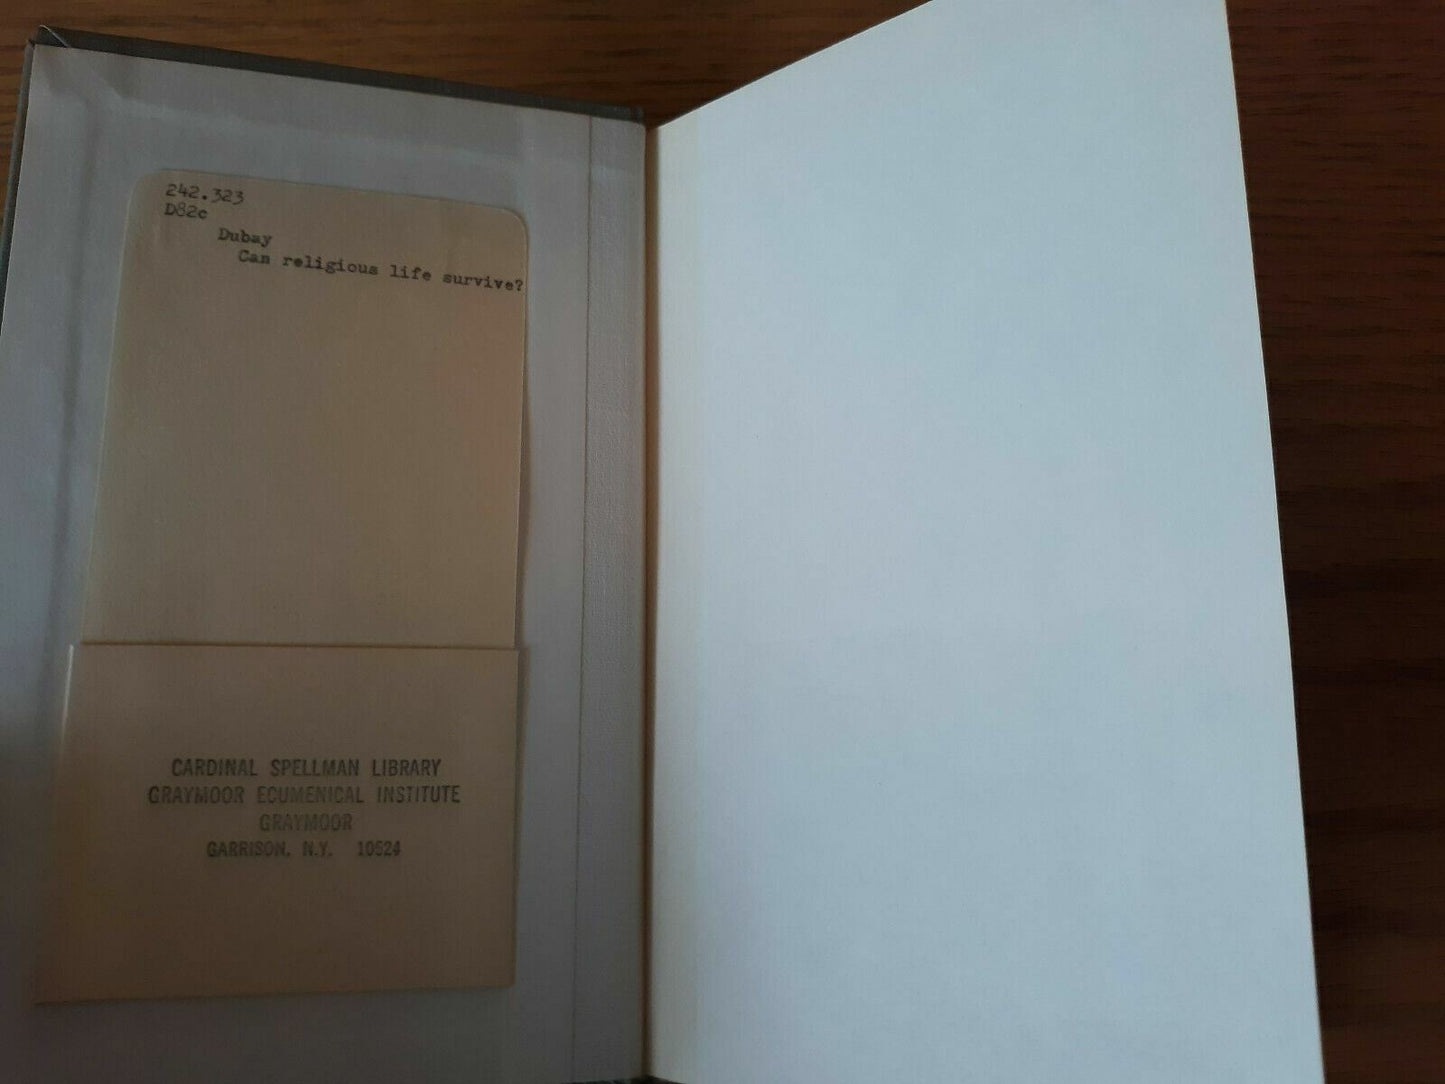 242.323
D82c
Dubay
Can religious life survive?
CARDINAL SPELLMAN LIBRARY
GRAYMOOR ECUMENICAL INSTITUTE
GRAYMOOR
GARRISON, N.Y. 10524